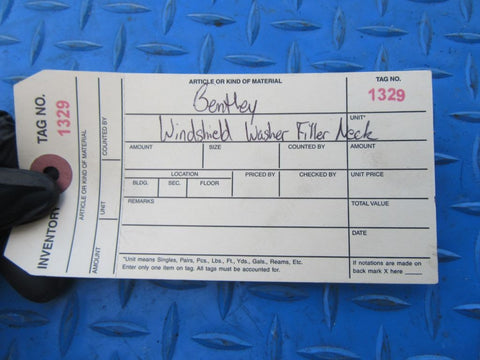 ARTICLE OR KIND OF MATERIAL
TAG NO.
1329
Bentley
Windshield Washer Filler Neck
UNIT*
AMOUNT SIZE COUNTED BY AMOUNT
LOCATION PRICED BY CHECKED BY UNIT PRICE
BLDG. SEC. FLOOR
REMARKS TOTAL VALUE
DATE
*Unit means Singles, Pairs, Pcs., Lbs., Ft., Yds., Gals., Reams, Etc.
Enter only one item on tag. All tags must be accounted for.
If notations are made on
back mark X here
INVENTORY
TAG NO.
1329
ARTICLE OR KIND OF MATERIAL
AMOUNT
UNIT
COUNTED BY